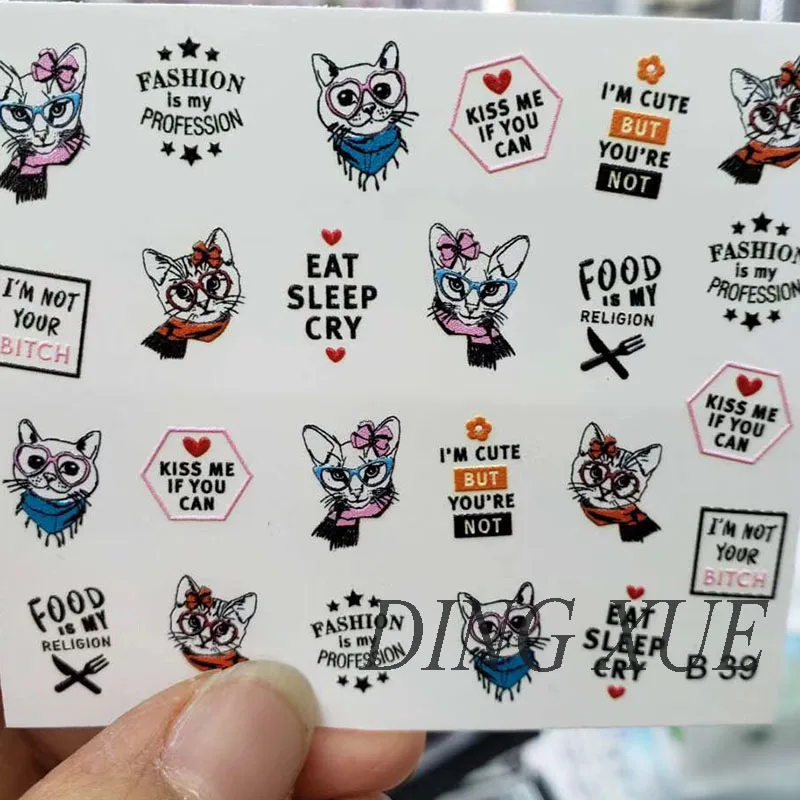 FASHION
is my
PROFESSION
KISS ME
IF YOU
CAN
I'M CUTE
BUT
YOU'RE
NOT
I'M NOT
YOUR
BITCH
EAT
SLEEP
CRY
FOOD
IS MY
RELIGION
FASHION
is my
PROFESSION
KISS ME
IF YOU
CAN
I'M CUTE
BUT
YOU'RE
NOT
KISS ME
IF YOU
CAN
I'M NOT
YOUR
BITCH
FOOD
IS MY
RELIGION
FASHION
is my
PROFESSION
EAT
SLEEP
CRY
DING XUE
B 39